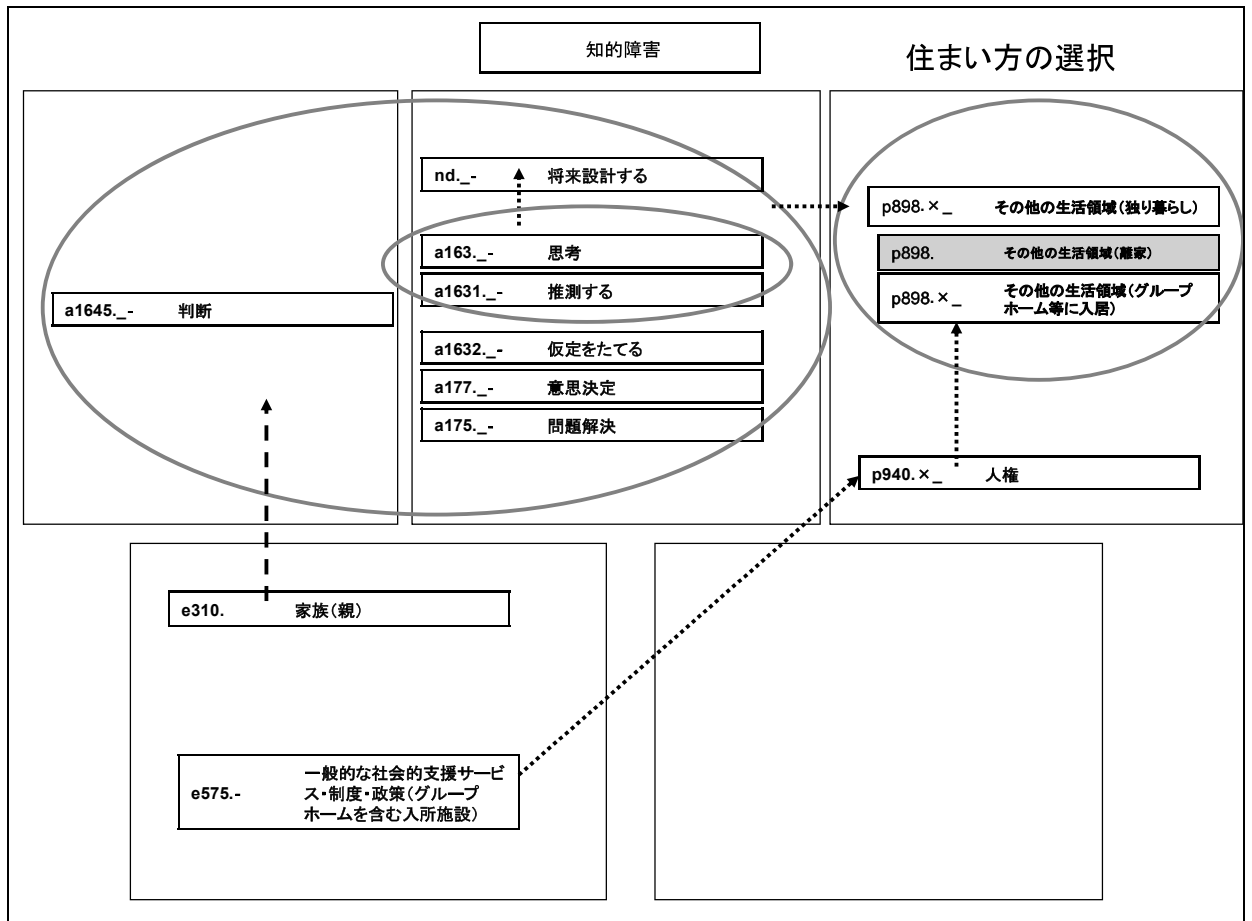 知的障害
住まい方の選択
a1645._- 判断
nd._- 将来設計する
a163._- 思考
a1631._- 推測する
a1632._- 仮定をたてる
a177._- 意思決定
a175._- 問題解決
p898.×_ その他の生活領域(独り暮らし)
p898. その他の生活領域(離家)
p898.×_ その他の生活領域(グループ
ホーム等に入居)
p940.×_ 人権
e310. 家族(親)
e575.- 一般的な社会的支援サービ
ス・制度・政策(グループ
ホームを含む入所施設)